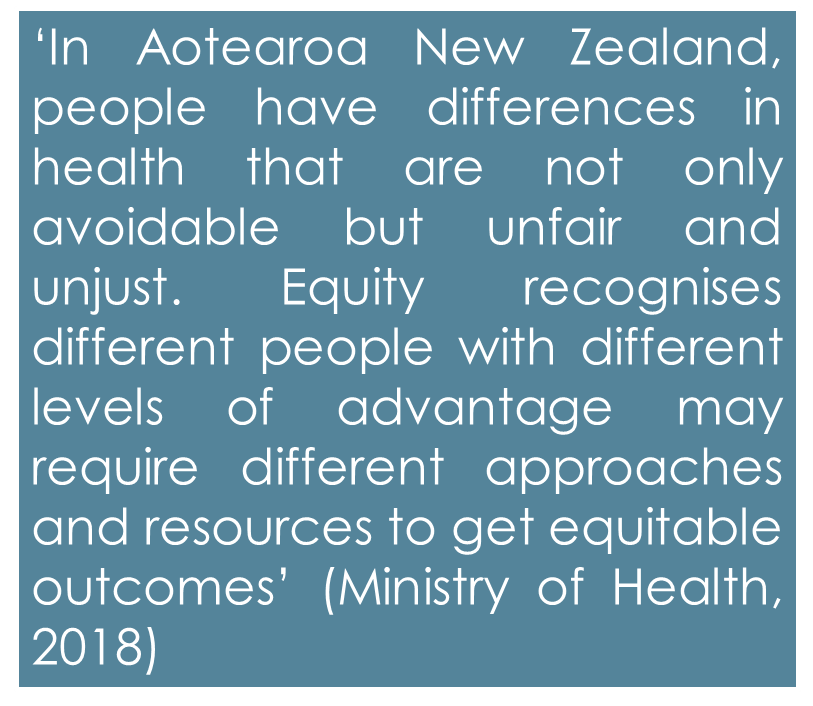 ‘In Aotearoa New Zealand,
people have differences in
health that are not only
avoidable but unfair and
unjust. Equity recognises
different people with different
levels of advantage may
require different approaches
and resources to get equitable
outcomes’ (Ministry of Health,
2018)